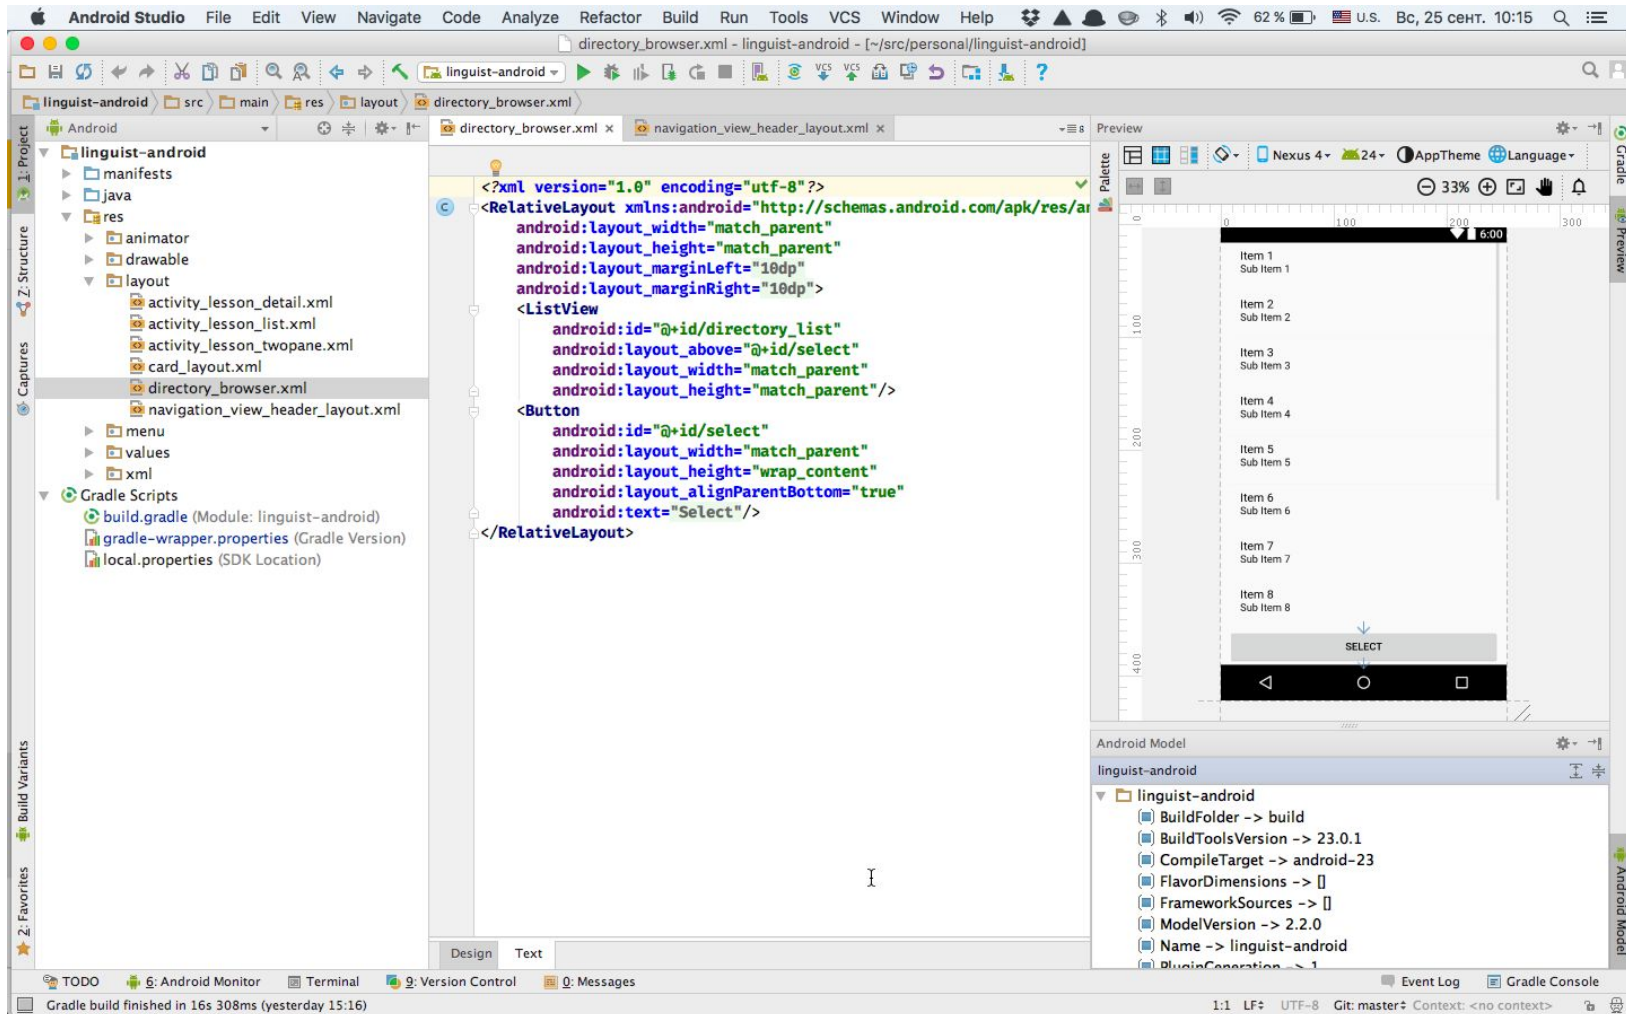 Android Studio File Edit View Navigate Code Analyze Refactor Build Run Tools VCS Window Help 62 % U.S. Вс, 25 сент. 10:15
directory_browser.xml - linguist-android - [~/src/personal/linguist-android]
linguist-android VCS VCS ?
linguist-android src main res layout directory_browser.xml
1: Project
Z: Structure
Captures
Build Variants
2: Favorites
Android
linguist-android
manifests
java
res
animator
drawable
layout
activity_lesson_detail.xml
activity_lesson_list.xml
activity_lesson_twopane.xml
card_layout.xml
directory_browser.xml
navigation_view_header_layout.xml
menu
values
xml
Gradle Scripts
build.gradle (Module: linguist-android)
gradle-wrapper.properties (Gradle Version)
local.properties (SDK Location)
directory_browser.xml × navigation_view_header_layout.xml ×
8
C
<?xml version="1.0" encoding="utf-8"?>
<RelativeLayout xmlns:android="http://schemas.android.com/apk/res/an
android:layout_width="match_parent"
android:layout_height="match_parent"
android:layout_marginLeft="10dp"
android:layout_marginRight="10dp">
<ListView
android:id="@+id/directory_list"
android:layout_above="@+id/select"
android:layout_width="match_parent"
android:layout_height="match_parent"/>
<Button
android:id="@+id/select"
android:layout_width="match_parent"
android:layout_height="wrap_content"
android:layout_alignParentBottom="true"
android:text="Select"/>
</RelativeLayout>
Design Text
Preview
Palette
Nexus 4 24 AppTheme Language
33%
0 100 200 300
0
100
200
300
400
6:00
Item 1
Sub Item 1
Item 2
Sub Item 2
Item 3
Sub Item 3
Item 4
Sub Item 4
Item 5
Sub Item 5
Item 6
Sub Item 6
Item 7
Sub Item 7
Item 8
Sub Item 8
SELECT
Android Model
linguist-android
linguist-android
BuildFolder -> build
BuildToolsVersion -> 23.0.1
CompileTarget -> android-23
FlavorDimensions -> []
FrameworkSources -> []
ModelVersion -> 2.2.0
Name -> linguist-android
PluginGeneration -> 1
Gradle
Preview
Android Model
TODO 6: Android Monitor Terminal 9: Version Control 0: Messages Event Log Gradle Console
Gradle build finished in 16s 308ms (yesterday 15:16) 1:1 LF UTF-8 Git: master Context: <no context>